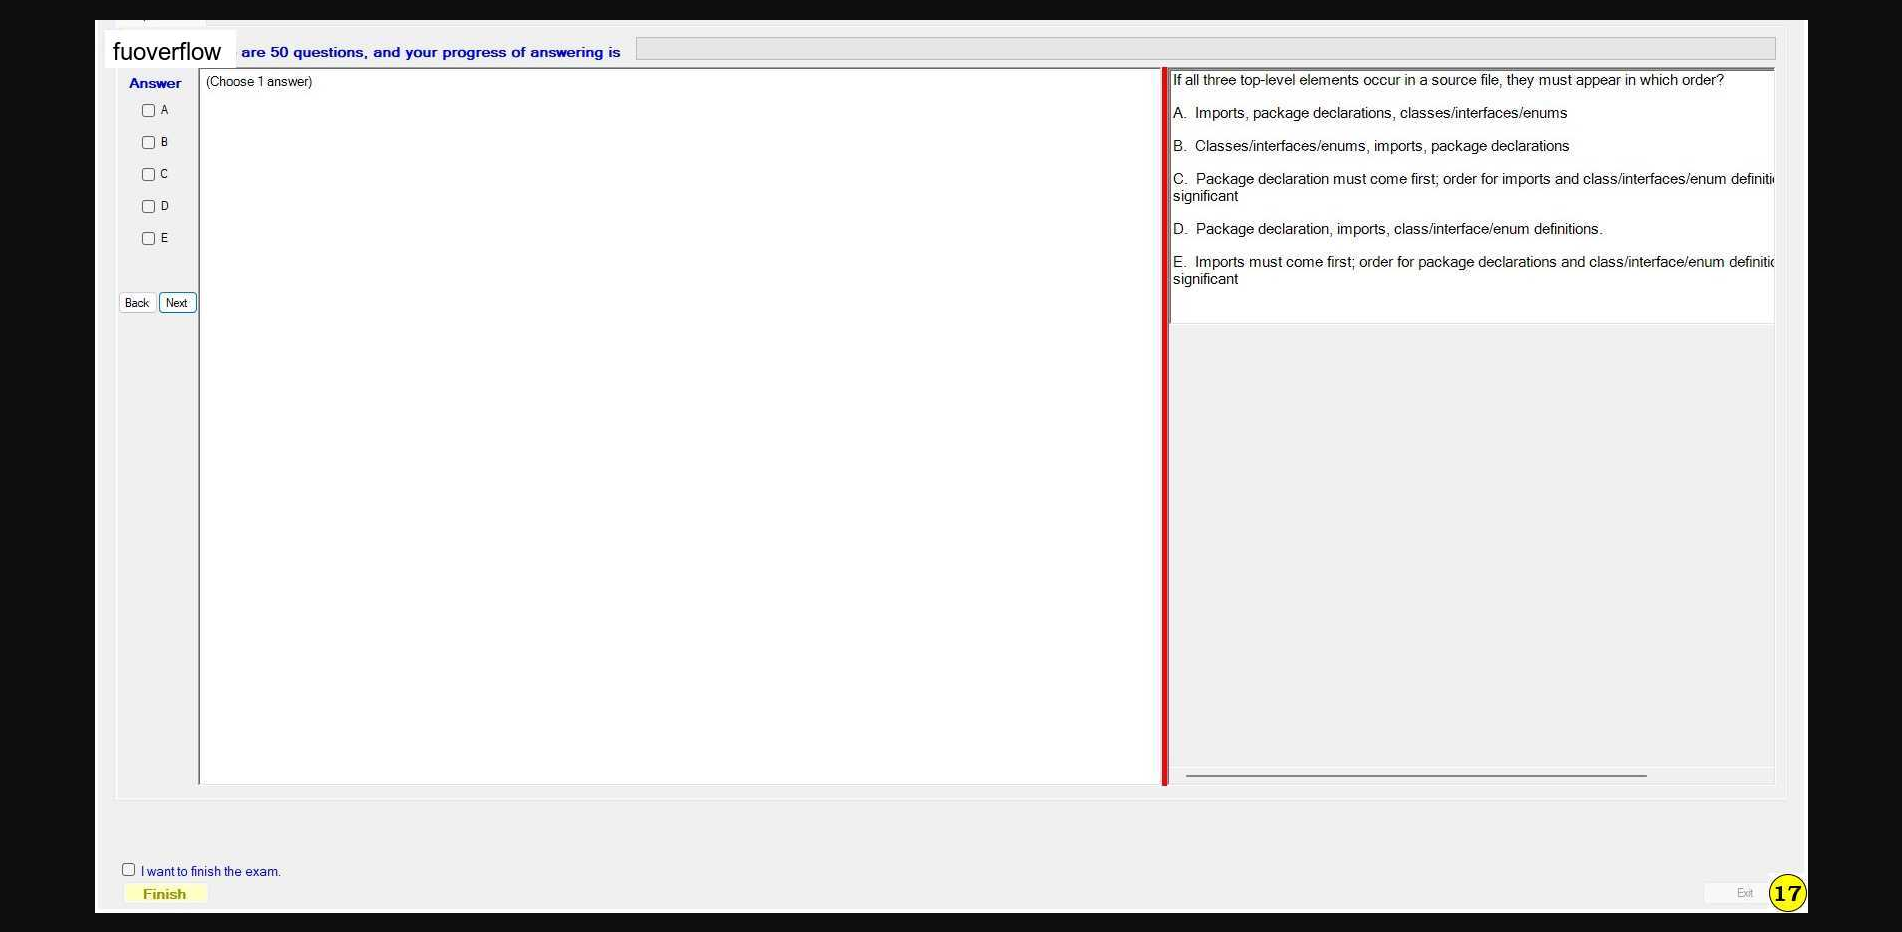 fuoverflow are 50 questions, and your progress of answering is
Answer
(Choose 1 answer)
A
B
C
D
E
Back Next
If all three top-level elements occur in a source file, they must appear in which order?
A. Imports, package declarations, classes/interfaces/enums
B. Classes/interfaces/enums, imports, package declarations
C. Package declaration must come first; order for imports and class/interfaces/enum
significant
D. Package declaration, imports, class/interface/enum definitions.
E. Imports must come first; order for package declarations and class/interface/enum
significant
I want to finish the exam.
Finish
Exit
17